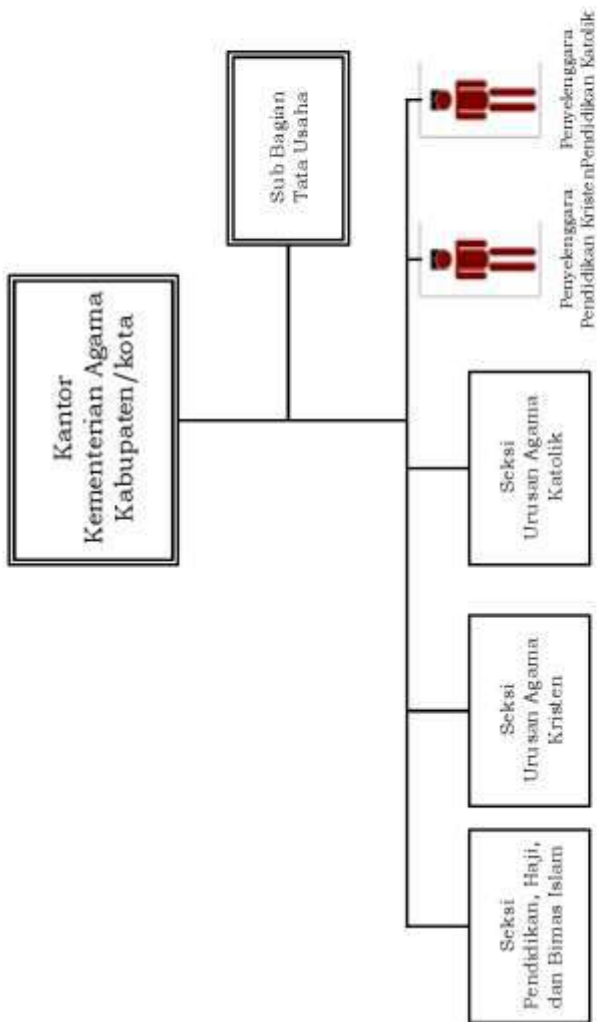 Kantor
Kementerian Agama
Kabupaten/kota
Sub Bagian
Tata Usaha
Seksi
Pendidikan, Haji,
dan Bimas Islam
Seksi
Urusan Agama
Kristen
Seksi
Urusan Agama
Katolik
Penyelenggara
Pendidikan Kristen
Penyelenggara
Pendidikan Katolik